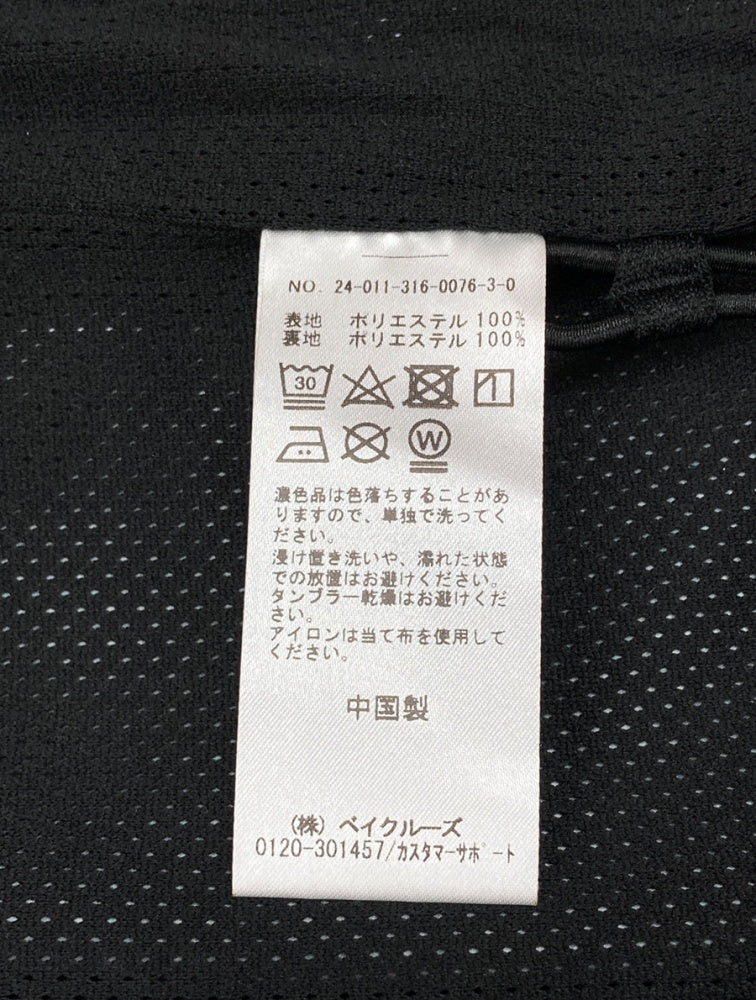 NO. 24-011-316-0076-3-0
表地 ポリエステル 100%
裏地 ポリエステル 100%
30
1
W
濃色品は色落ちすることがあ
りますので、単独で洗ってく
ださい。
浸け置き洗いや、濡れた状態
での放置はお避けください。
タンブラー乾燥はお避けくだ
さい。
アイロンは当て布を使用して
ください。
中国製
(株) ベイクルーズ
0120-301457/カスタマーサポート